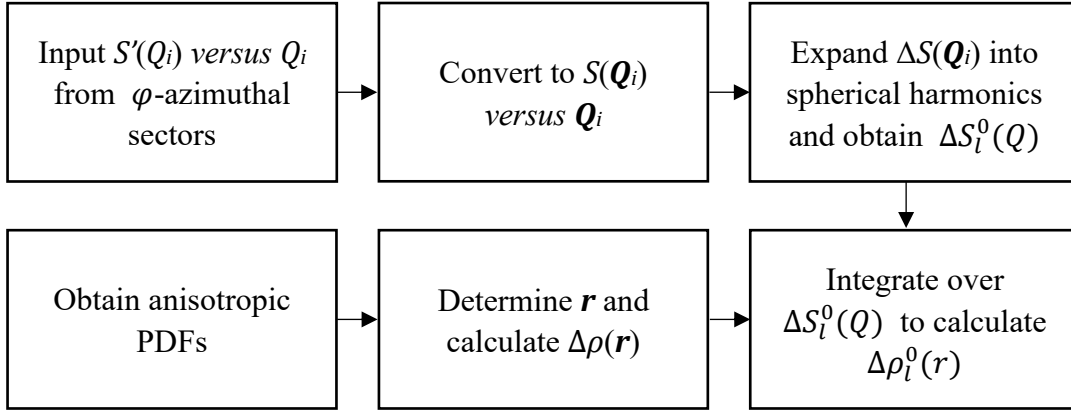 Input S′(Qᵢ) versus Qᵢ
from φ-azimuthal
sectors
Convert to S(Qᵢ)
versus Qᵢ
Expand ΔS(Qᵢ) into
spherical harmonics
and obtain ΔS_l^0(Q)
Obtain anisotropic
PDFs
Determine r and
calculate Δρ(r)
Integrate over
ΔS_l^0(Q) to calculate
Δρ_l^0(r)